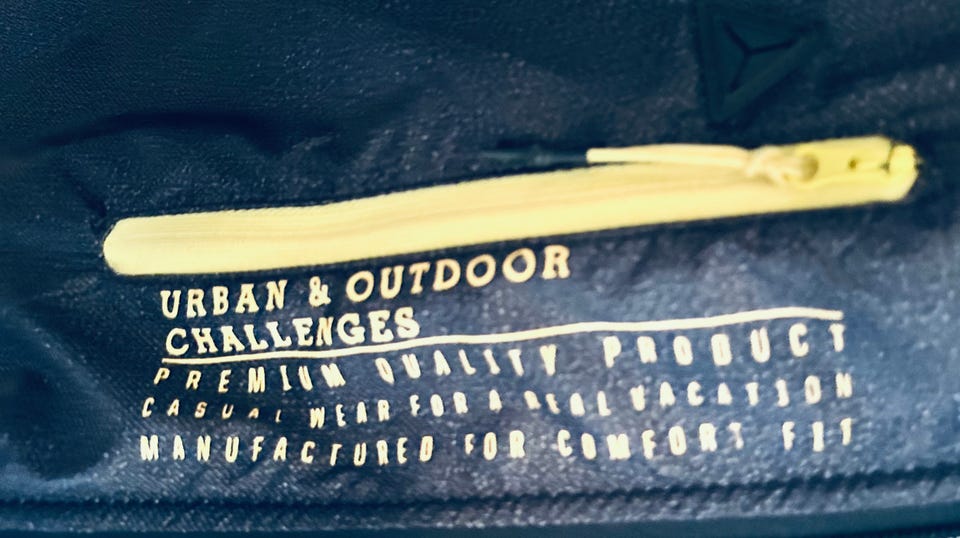 URBAN & OUTDOOR
CHALLENGES
PREMIUM QUALITY PRODUCT
CASUAL WEAR FOR A REAL VACATION
MANUFACTURED FOR COMFORT FIT